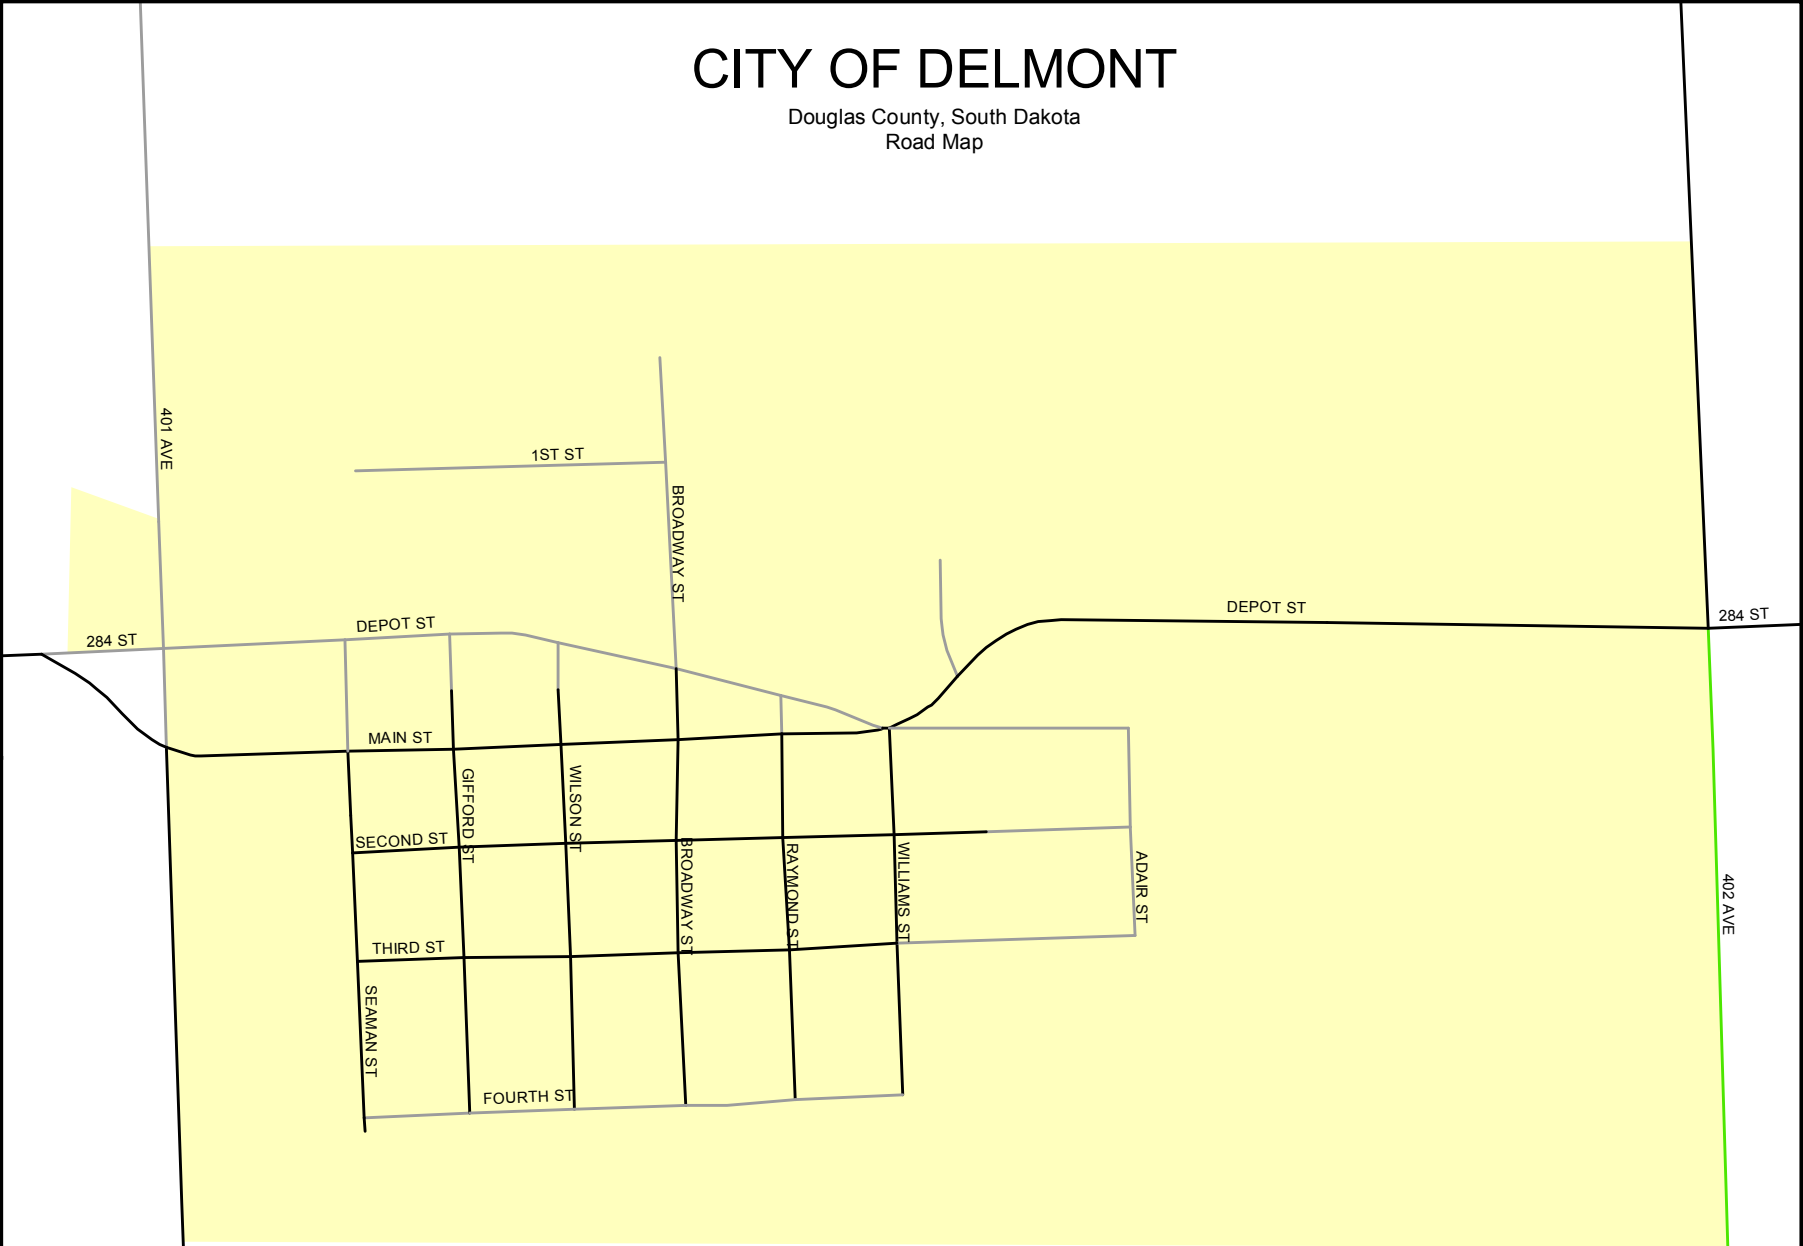 CITY OF DELMONT
Douglas County, South Dakota
Road Map
401 AVE
1ST ST
BROADWAY ST
DEPOT ST
284 ST
284 ST
DEPOT ST
MAIN ST
GIFFORD ST
WILSON ST
SECOND ST
BROADWAY ST
RAYMOND ST
WILLIAMS ST
ADAIR ST
402 AVE
THIRD ST
SEAMAN ST
FOURTH ST